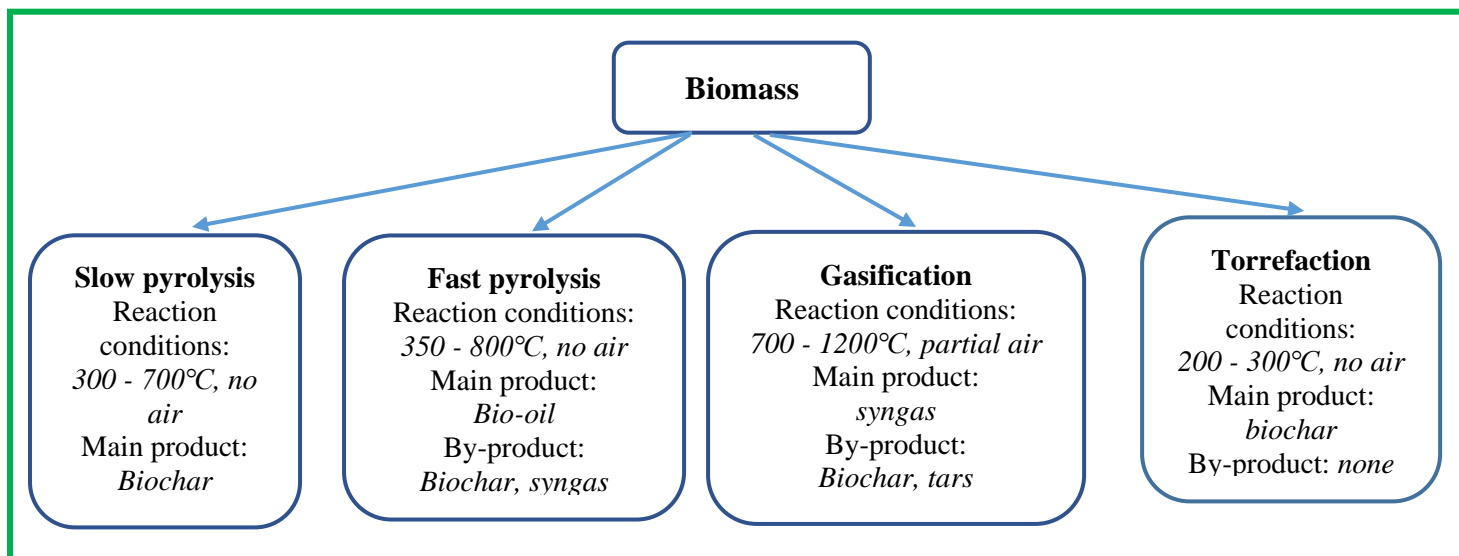 Biomass
Slow pyrolysis
Reaction
conditions:
300 - 700°C, no
air
Main product:
Biochar
Fast pyrolysis
Reaction conditions:
350 - 800°C, no air
Main product:
Bio-oil
By-product:
Biochar, syngas
Gasification
Reaction conditions:
700 - 1200°C, partial air
Main product:
syngas
By-product:
Biochar, tars
Torrefaction
Reaction
conditions:
200 - 300°C, no air
Main product:
biochar
By-product: none